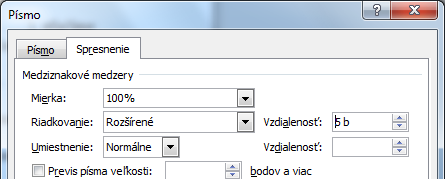 Písmo
Písmo Spresnenie
Medziznakové medzery
Mierka: 100%
Riadkovanie: Rozšírené Vzdialenosť: 5 b
Umiestnenie: Normálne Vzdialenosť:
Previs písma veľkosti: bodov a viac